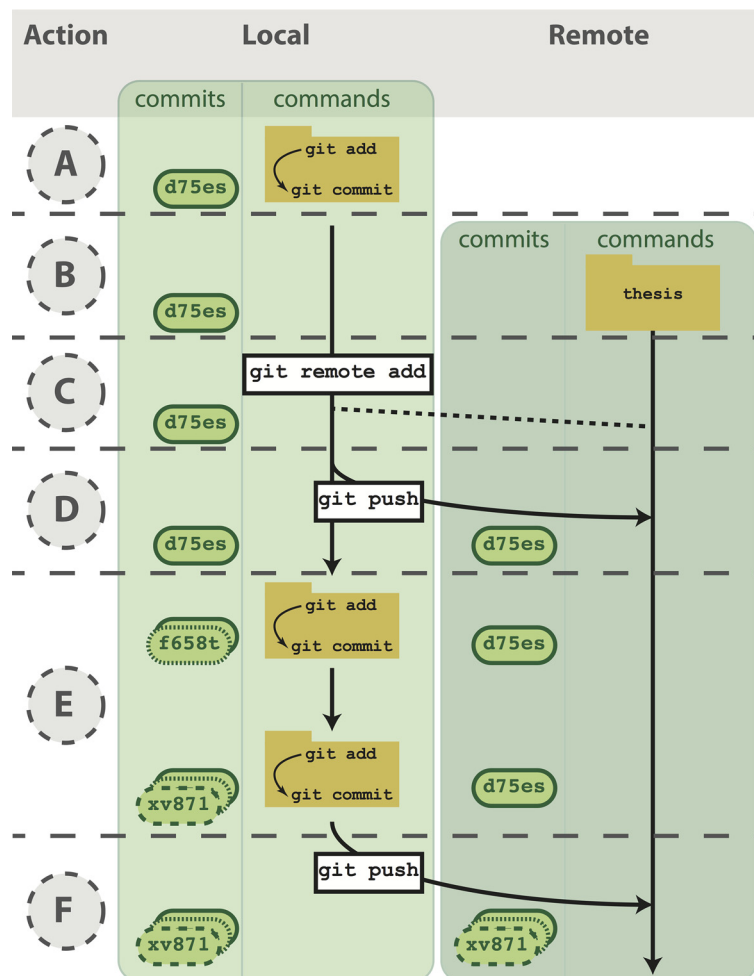 Action Local Remote
commits commands
A
git add
git commit
d75es
commits commands
B
thesis
d75es
git remote add
C
d75es
git push
D
d75es d75es
git add
f658t d75es
git commit
E
git add
d75es
git commit
xv871
git push
F
xv871 xv871